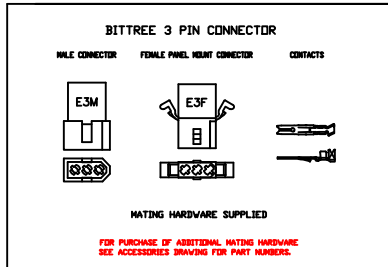 BITTREE 3 PIN CONNECTOR
MALE CONNECTOR FEMALE PANEL MOUNT CONNECTOR CONTACTS
E3M E3F
MATING HARDWARE SUPPLIED
FOR PURCHASE OF ADDITIONAL MATING HARDWARE
SEE ACCESSORIES DRAWING FOR PART NUMBERS.